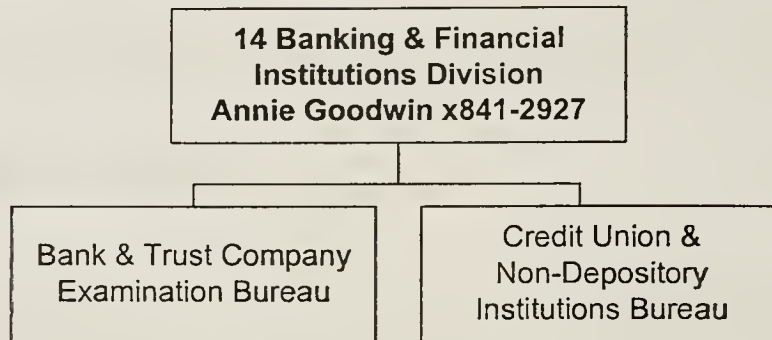 14 Banking & Financial
Institutions Division
Annie Goodwin x841-2927
Bank & Trust Company
Examination Bureau
Credit Union &
Non-Depository
Institutions Bureau